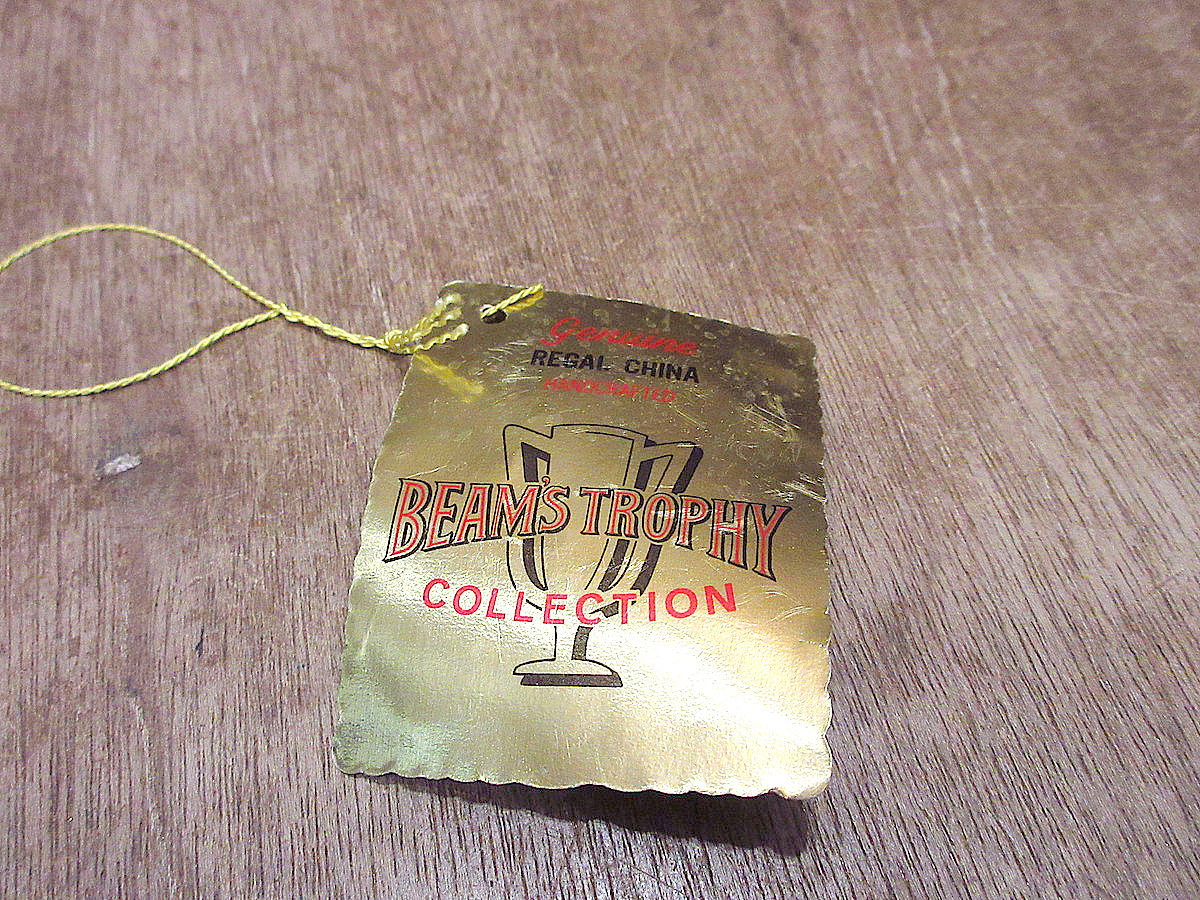 Genuine
REGAL CHINA
HANDCRAFTED
BEAM'S TROPHY
COLLECTION